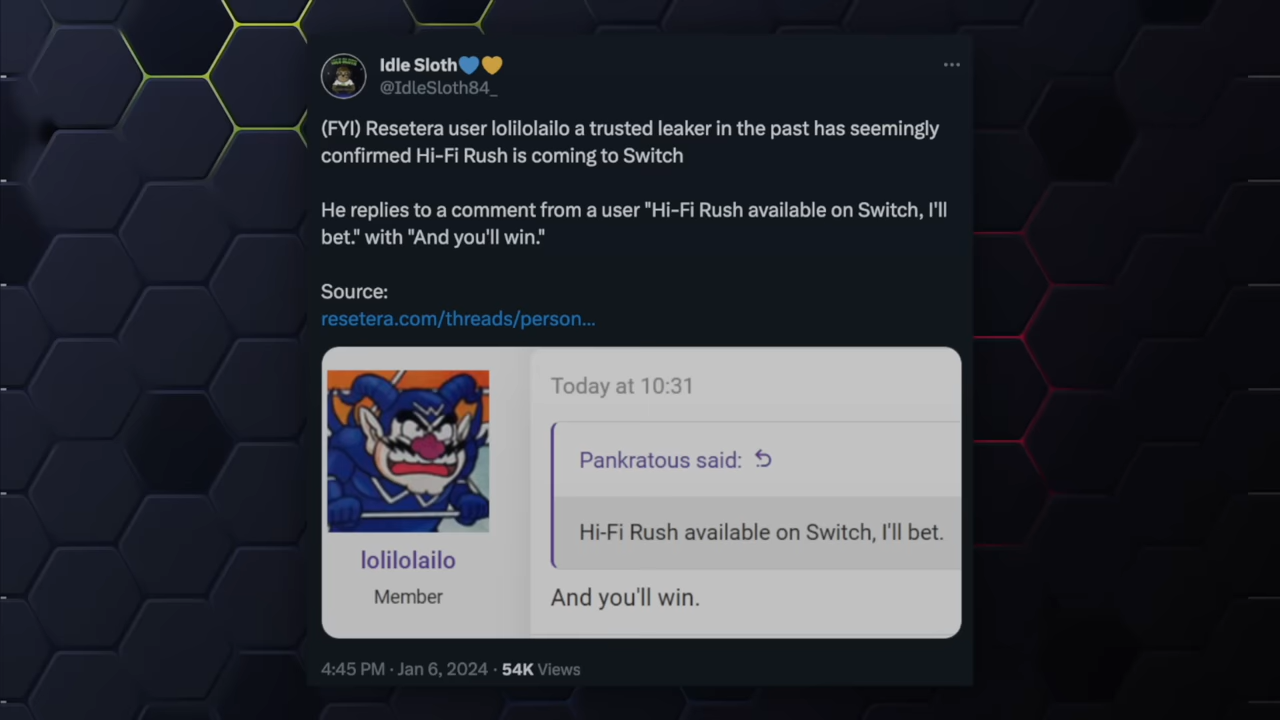 Idle Sloth💙🧡
@IdleSloth84_
(FYI) Resetera user lolilolailo a trusted leaker in the past has seemingly
confirmed Hi-Fi Rush is coming to Switch
He replies to a comment from a user "Hi-Fi Rush available on Switch, I'll
bet." with "And you'll win."
Source:
resetera.com/threads/person...
Today at 10:31
Pankratous said:
Hi-Fi Rush available on Switch, I'll bet.
lolilolailo
Member
And you'll win.
4:45 PM · Jan 6, 2024 · 54K Views